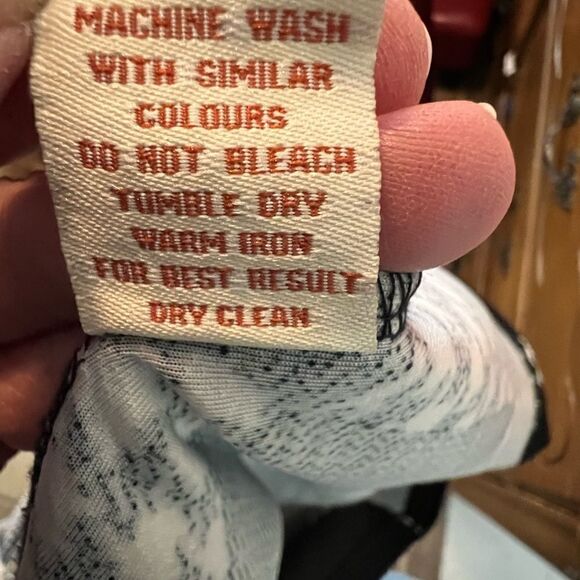 MACHINE WASH
WITH SIMILAR
COLOURS
DO NOT BLEACH
TUMBLE DRY
WARM IRON
FOR BEST RESULT
DRY CLEAN